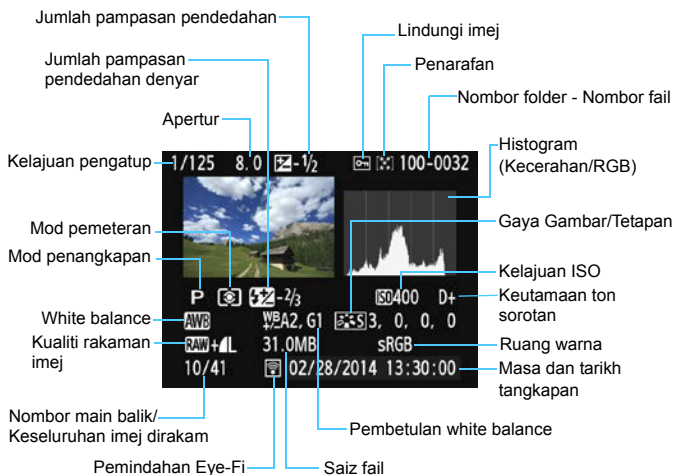 Jumlah pampasan pendedahan
Lindungi imej
Jumlah pampasan
pendedahan denyar
Penarafan
Nombor folder - Nombor fail
Apertur
Histogram
(Kecerahan/RGB)
Kelajuan pengatup
1/125 8.0 -1/2 100-0032
Gaya Gambar/Tetapan
Mod pemeteran
Mod penangkapan
Kelajuan ISO
P -2/3 ISO 400 D+
Keutamaan ton
sorotan
White balance
AWB WB A2, G1 S 3, 0, 0, 0
Kualiti rakaman
imej
RAW+L 31.0MB sRGB
Ruang warna
10/41 02/28/2014 13:30:00
Masa dan tarikh
tangkapan
Nombor main balik/
Keseluruhan imej dirakam
Pembetulan white balance
Pemindahan Eye-Fi
Saiz fail